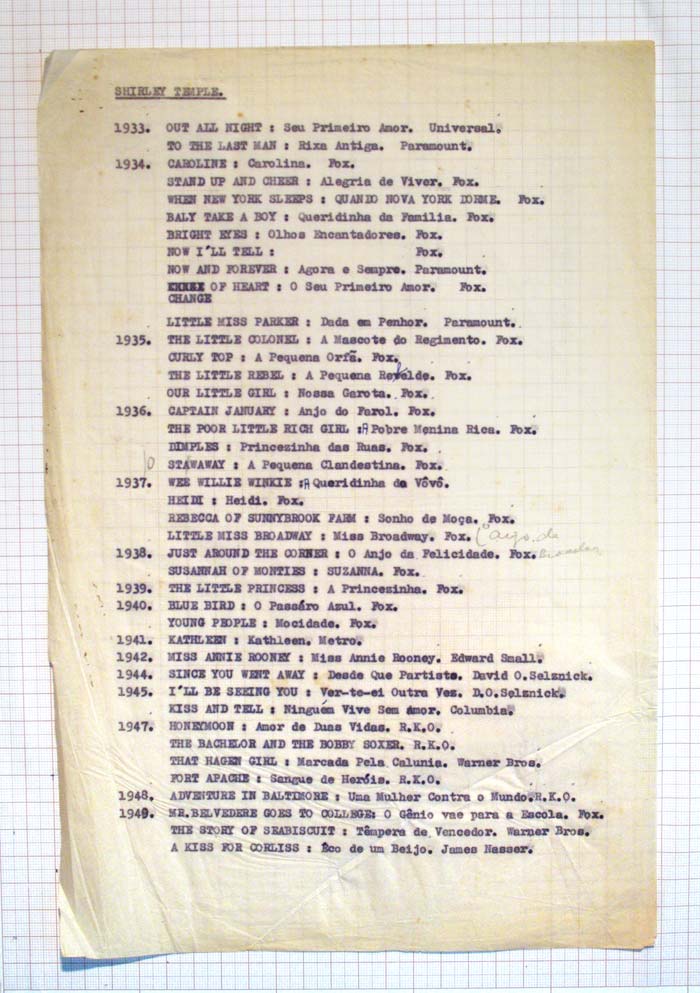 SHIRLEY TEMPLE.
1933. OUT ALL NIGHT : Seu Primeiro Amor. Universal.
TO THE LAST MAN : Rixa Antiga. Paramount.
1934. CAROLINE : Carolina. Fox.
STAND UP AND CHEER : Alegria de Viver. Fox.
WHEN NEW YORK SLEEPS : QUANDO NOVA YORK DORME. Fox.
BALY TAKE A BOY : Queridinha da Familia. Fox.
BRIGHT EYES : Olhos Encantadores. Fox.
NOW I'LL TELL : Fox.
NOW AND FOREVER : Agora e Sempre. Paramount.
OF HEART : O Seu Primeiro Amor. Fox.
CHANGE
LITTLE MISS PARKER : Dada em Penhor. Paramount.
1935. THE LITTLE COLONEL : A Mascote do Regimento. Fox.
CURLY TOP : A Pequena Orfã. Fox.
THE LITTLE REBEL : A Pequena Rebelde. Fox.
OUR LITTLE GIRL : Nossa Garota. Fox.
1936. CAPTAIN JANUARY : Anjo do Farol. Fox.
THE POOR LITTLE RICH GIRL : A Pobre Menina Rica. Fox.
DIMPLES : Princezinha das Ruas. Fox.
STAWAWAY : A Pequena Clandestina. Fox.
1937. WEE WILLIE WINKIE : A Queridinha do Vôvô.
HEIDI : Heidi. Fox.
REBECCA OF SUNNYBROOK FARM : Sonho de Moça. Fox.
LITTLE MISS BROADWAY : Miss Broadway. Fox.
1938. JUST AROUND THE CORNER : O Anjo da Felicidade. Fox.
SUSANNAH OF MONTIES : SUZANNA. Fox.
1939. THE LITTLE PRINCESS : A Princezinha. Fox.
1940. BLUE BIRD : O Passáro Azul. Fox.
YOUNG PEOPLE : Mocidade. Fox.
1941. KATHLEEN : Kathleen. Metro.
1942. MISS ANNIE ROONEY : Miss Annie Rooney. Edward Small.
1944. SINCE YOU WENT AWAY : Desde Que Partiste. David O.Selznick.
1945. I'LL BE SEEING YOU : Ver-te-ei Outra Vez. D.O.Selznick.
KISS AND TELL : Ninguém Vive Sem Amor. Columbia.
1947. HONEYMOON : Amor de Duas Vidas. R.K.O.
THE BACHELOR AND THE BOBBY SOXER. R.K.O.
THAT HAGEN GIRL : Marcada Pela Calunia. Warner Bros.
FORT APACHE : Sangue de Heróis. R.K.O.
1948. ADVENTURE IN BALTIMORE : Uma Mulher Contra o Mundo.R.K.O.
1949. MR.BELVEDERE GOES TO COLLEGE: O Gênio vae para a Escola. Fox.
THE STORY OF SEABISCUIT : Têmpera de Vencedor. Warner Bros.
A KISS FOR CORLISS : Éco de um Beijo. James Nasser.